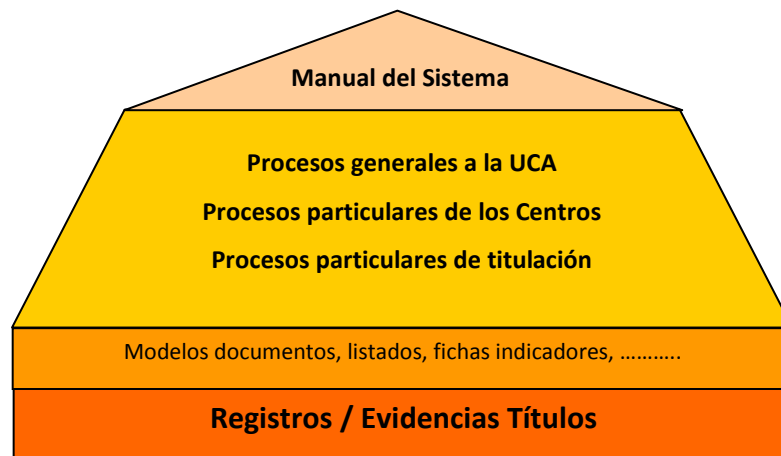 Manual del Sistema
Procesos generales a la UCA
Procesos particulares de los Centros
Procesos particulares de titulación
Modelos documentos, listados, fichas indicadores, ………..
Registros / Evidencias Títulos